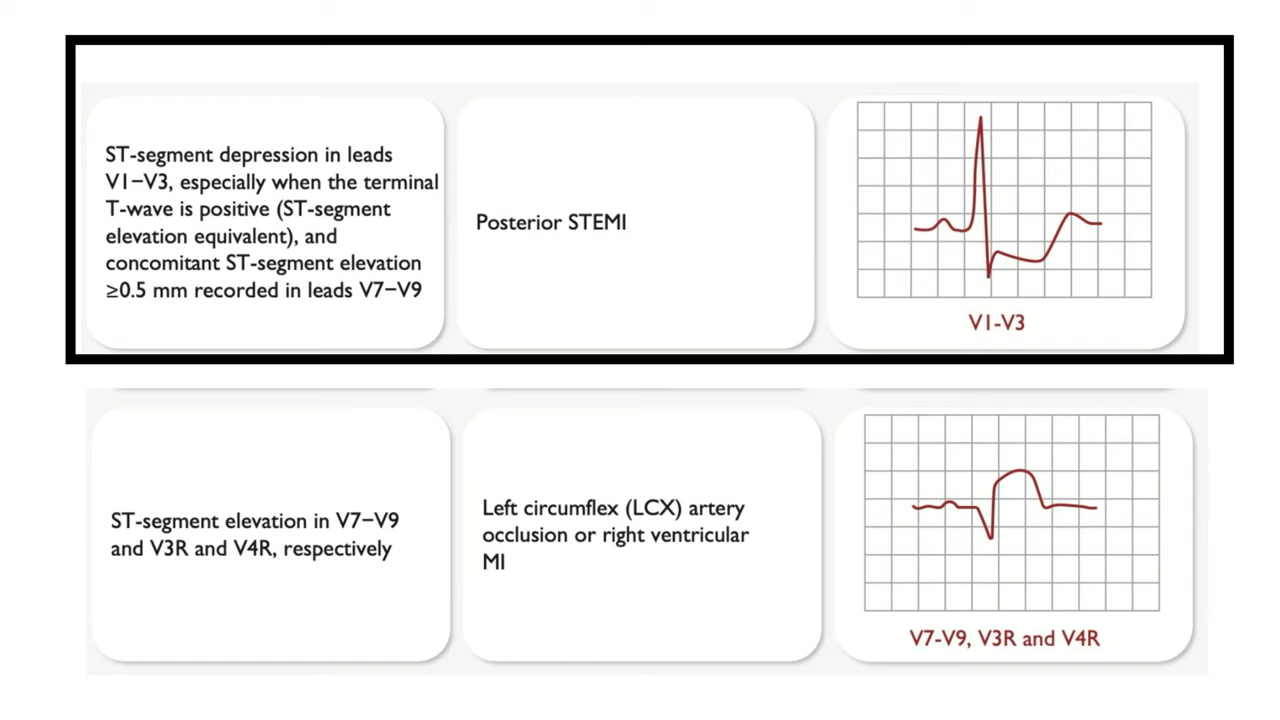 ST-segment depression in leads
V1−V3, especially when the terminal
T-wave is positive (ST-segment
elevation equivalent), and
concomitant ST-segment elevation
≥0.5 mm recorded in leads V7−V9
Posterior STEMI
V1-V3
ST-segment elevation in V7−V9
and V3R and V4R, respectively
Left circumflex (LCX) artery
occlusion or right ventricular
MI
V7-V9, V3R and V4R